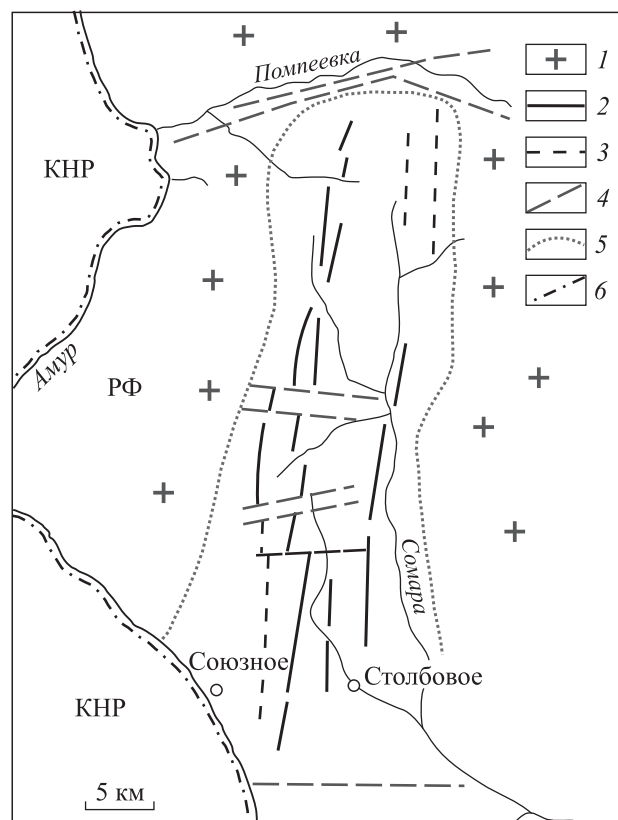 Помпеевка
1
2
3
4
5
6
КНР
Амур
РФ
Сомара
Союзное
Столбовое
КНР
5 км